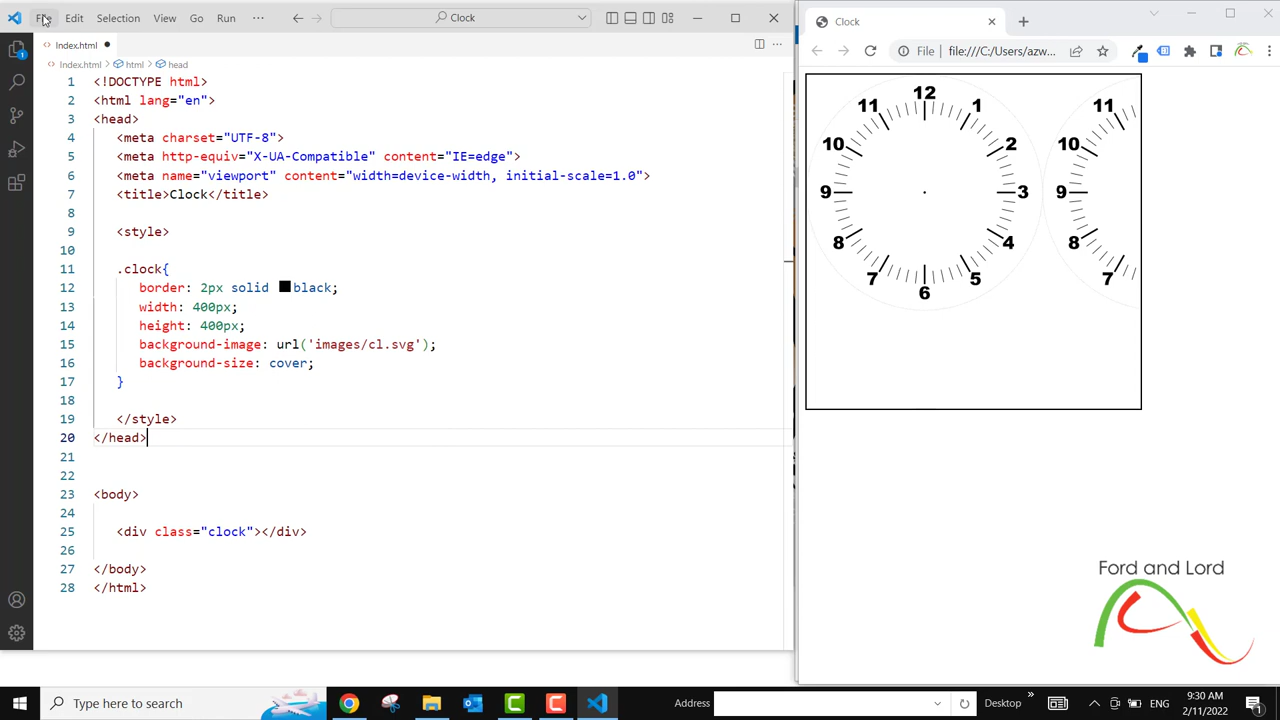 File Edit Selection View Go Run ··· Clock
Index.html
Index.html html head
1 <!DOCTYPE html>
2 <html lang="en">
3 <head>
4 <meta charset="UTF-8">
5 <meta http-equiv="X-UA-Compatible" content="IE=edge">
6 <meta name="viewport" content="width=device-width, initial-scale=1.0">
7 <title>Clock</title>
8
9 <style>
10
11 .clock{
12 border: 2px solid black;
13 width: 400px;
14 height: 400px;
15 background-image: url('images/cl.svg');
16 background-size: cover;
17 }
18
19 </style>
20 </head>
21
22
23 <body>
24
25 <div class="clock"></div>
26
27 </body>
28 </html>
1
Clock
File file:///C:/Users/azw...
12
11 1
10 2
9 3
8 4
7 5
6
11
10
9
8
7
Ford and Lord
Type here to search
Address
Desktop
ENG
9:30 AM
2/11/2022
1